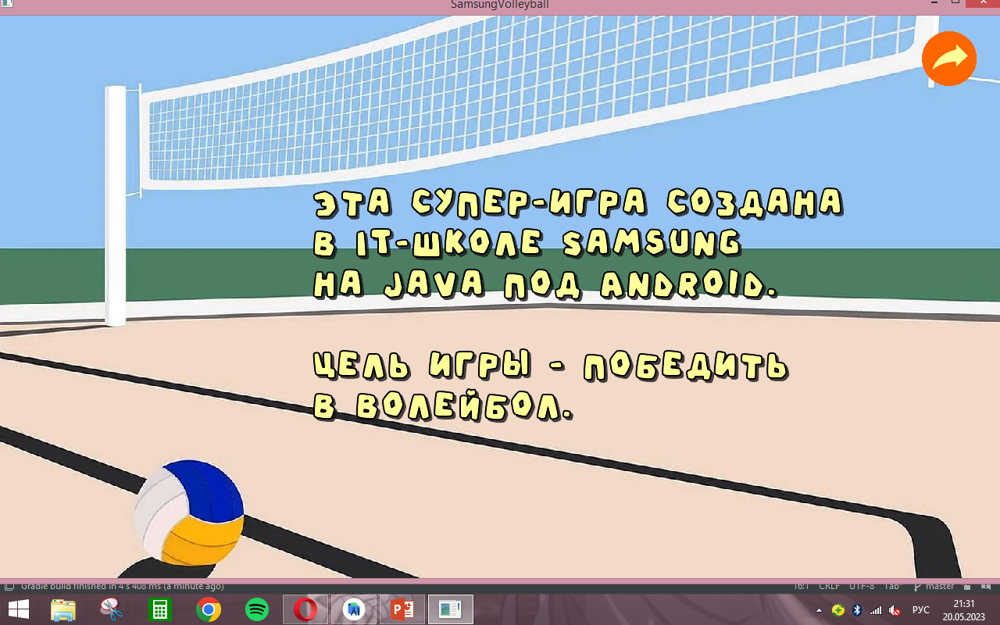 SamsungVolleyball
ЭТА СУПЕР-ИГРА СОЗДАНА
В IT-ШКОЛЕ SAMSUNG
НА JAVA ПОД ANDROID.
ЦЕЛЬ ИГРЫ - ПОБЕДИТЬ
В ВОЛЕЙБОЛ.
Gradle build finished in 4 s 408 ms (a minute ago)
16:1 CRLF UTF-8 Tab* master
РУС
21:31
20.05.2023